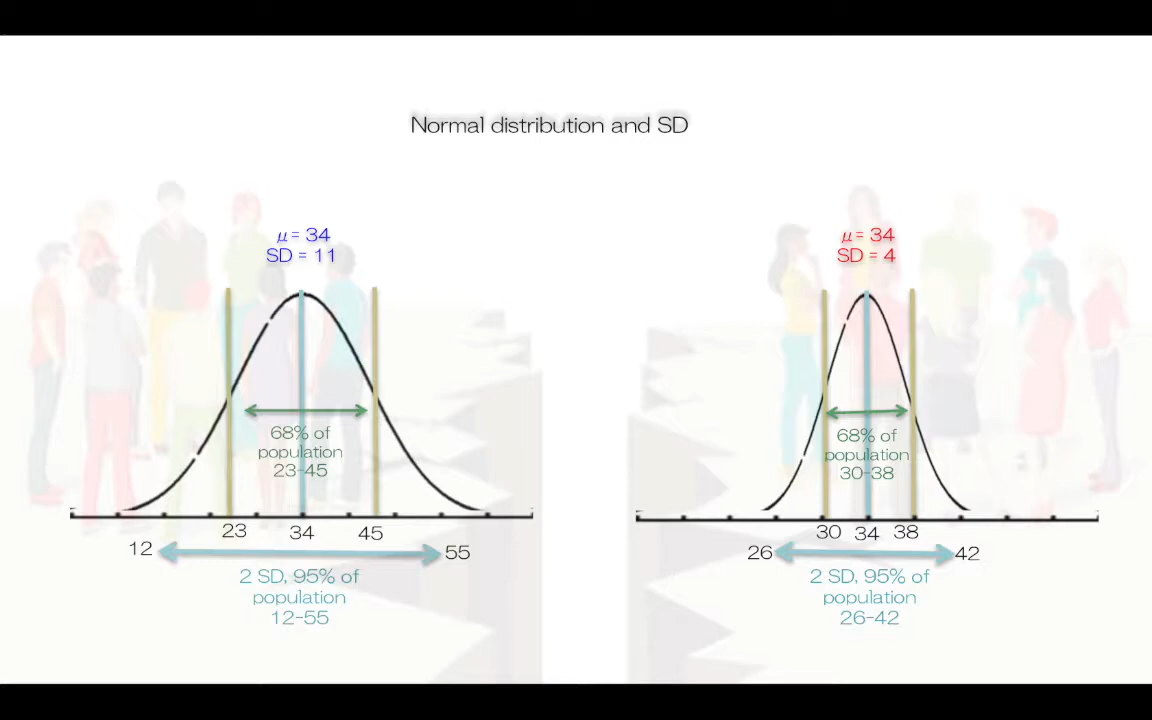 Normal distribution and SD
μ = 34
SD = 11
68% of
population
23-45
23
34
45
12
55
2 SD, 95% of
population
12-55
μ = 34
SD = 4
68% of
population
30-38
30
34
38
26
42
2 SD, 95% of
population
26-42